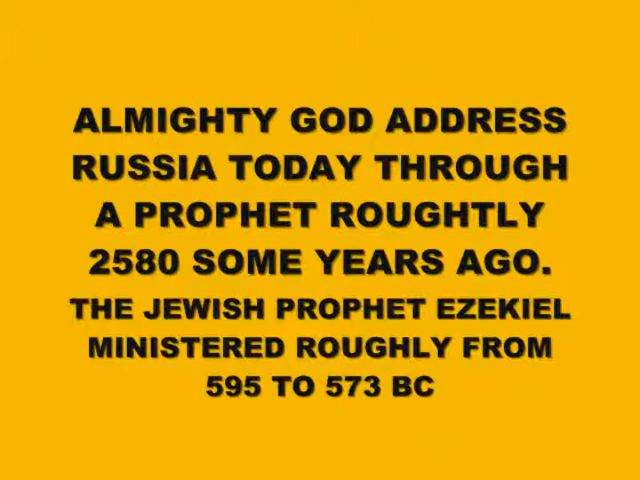 ALMIGHTY GOD ADDRESS
RUSSIA TODAY THROUGH
A PROPHET ROUGHTLY
2580 SOME YEARS AGO.
THE JEWISH PROPHET EZEKIEL
MINISTERED ROUGHLY FROM
595 TO 573 BC